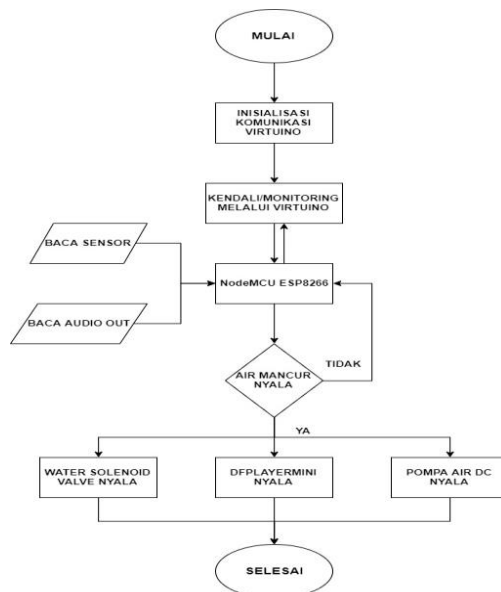 MULAI
INISIALISASI
KOMUNIKASI
VIRTUINO
KENDALI/MONITORING
MELALUI VIRTUINO
BACA SENSOR
NodeMCU ESP8266
BACA AUDIO OUT
TIDAK
AIR MANCUR
NYALA
YA
WATER SOLENOID
VALVE NYALA
DFPLAYERMINI
NYALA
POMPA AIR DC
NYALA
SELESAI